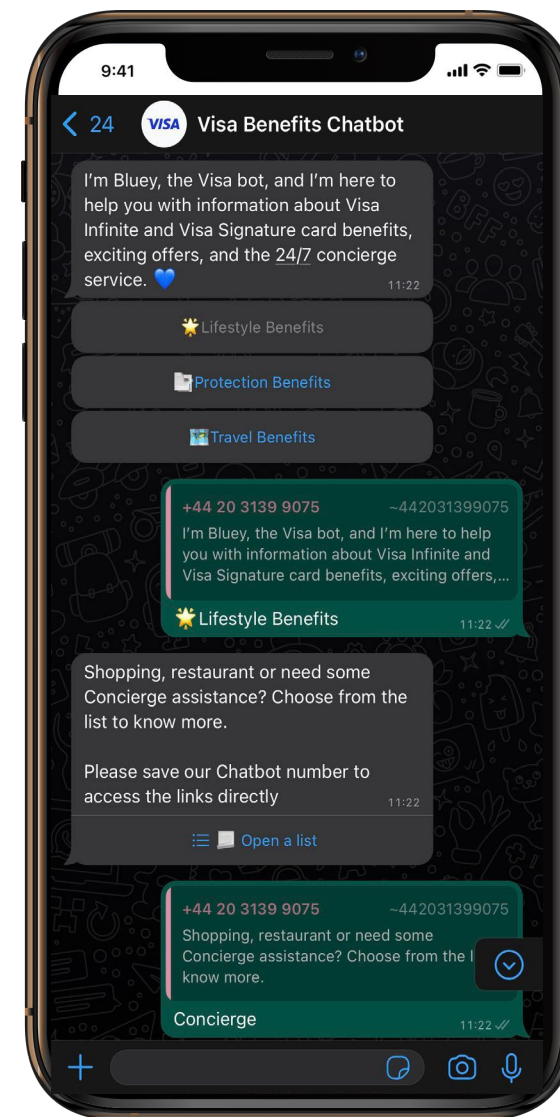 9:41
24
VISA
Visa Benefits Chatbot
I'm Bluey, the Visa bot, and I'm here to
help you with information about Visa
Infinite and Visa Signature card benefits,
exciting offers, and the 24/7 concierge
service. 💙
11:22
🌟Lifestyle Benefits
📑Protection Benefits
🗺️Travel Benefits
+44 20 3139 9075 ~442031399075
I'm Bluey, the Visa bot, and I'm here to help
you with information about Visa Infinite and
Visa Signature card benefits, exciting offers,...
🌟Lifestyle Benefits
11:22
Shopping, restaurant or need some
Concierge assistance? Choose from the
list to know more.
Please save our Chatbot number to
access the links directly
11:22
Open a list
+44 20 3139 9075 ~442031399075
Shopping, restaurant or need some
Concierge assistance? Choose from the l
know more.
Concierge
11:22